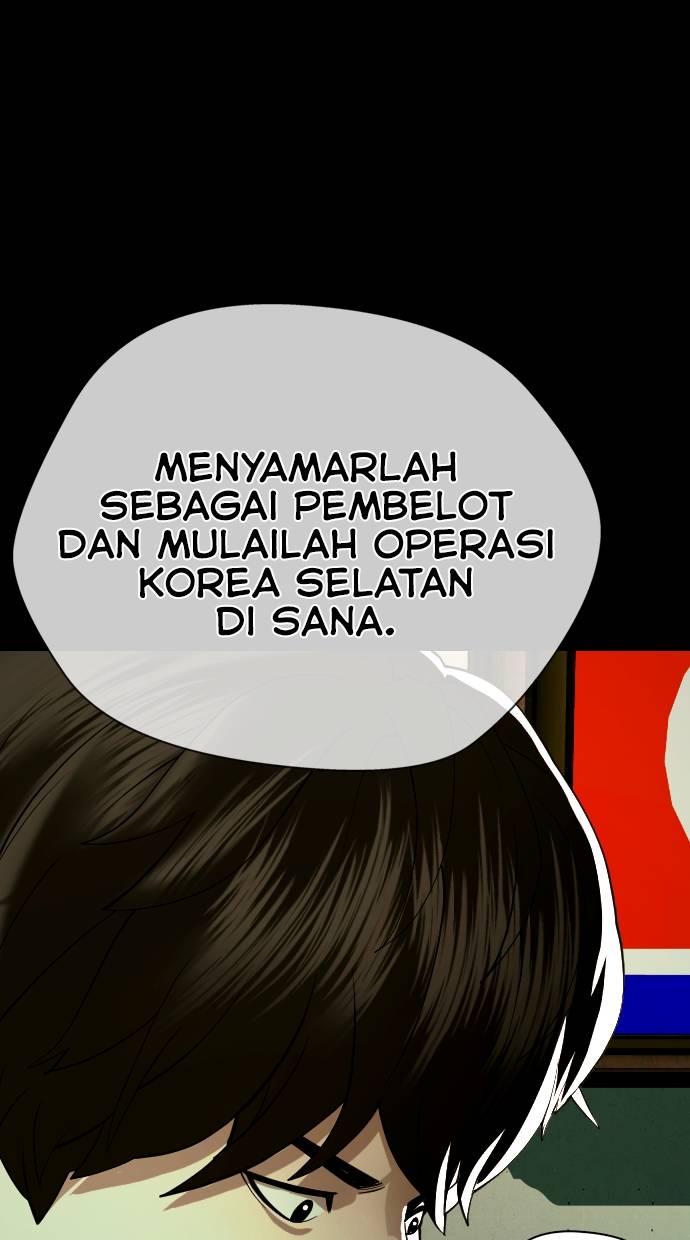 MENYAMARLAH
SEBAGAI PEMBELOT
DAN MULAILAH OPERASI
KOREA SELATAN
DI SANA.